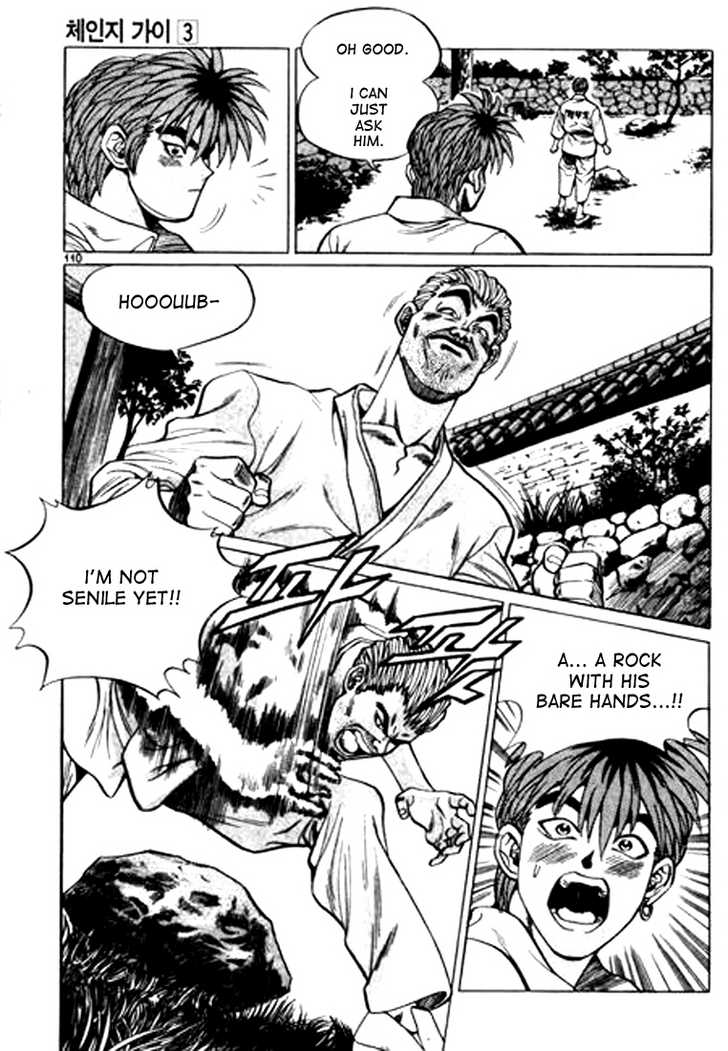 체인지 가이 3
OH GOOD.
I CAN
JUST
ASK
HIM.
110
HOOOUUB-
I'M NOT
SENILE YET!!
A... A ROCK
WITH HIS
BARE HANDS...!!